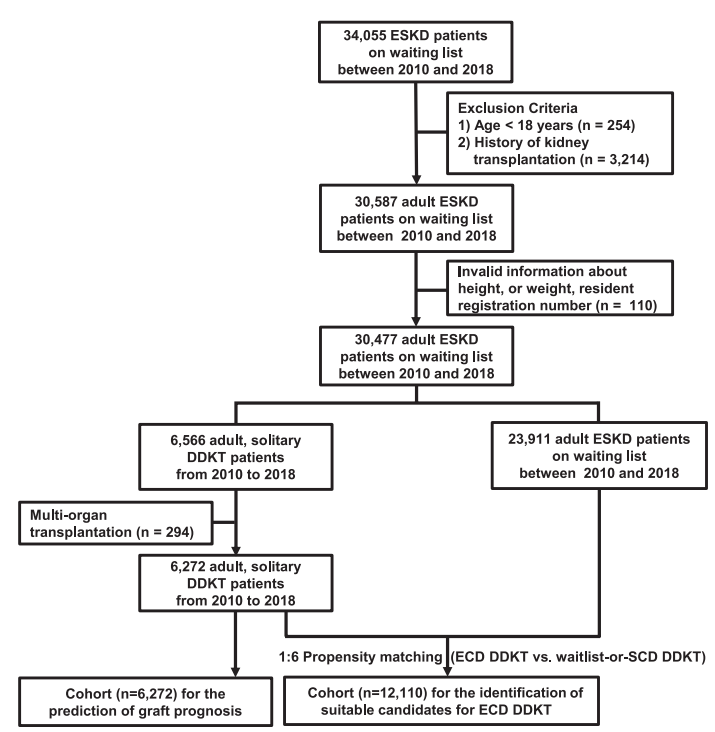 34,055 ESKD patients
on waiting list
between 2010 and 2018
Exclusion Criteria
1) Age < 18 years (n = 254)
2) History of kidney
transplantation (n = 3,214)
30,587 adult ESKD
patients on waiting list
between 2010 and 2018
Invalid information about
height, or weight, resident
registration number (n = 110)
30,477 adult ESKD
patients on waiting list
between 2010 and 2018
6,566 adult, solitary
DDKT patients
from 2010 to 2018
23,911 adult ESKD patients
on waiting list
between 2010 and 2018
Multi-organ
transplantation (n = 294)
6,272 adult, solitary
DDKT patients
from 2010 to 2018
1:6 Propensity matching (ECD DDKT vs. waitlist-or-SCD DDKT)
Cohort (n=6,272) for the
prediction of graft prognosis
Cohort (n=12,110) for the identification of
suitable candidates for ECD DDKT